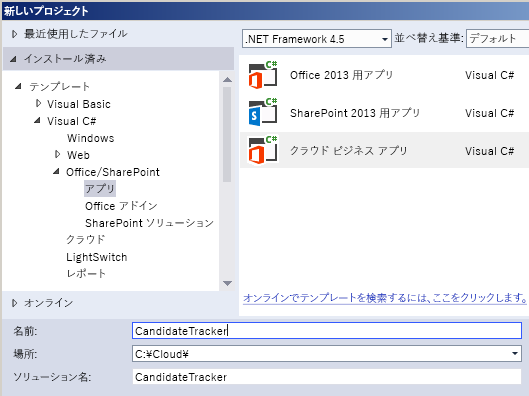 新しいプロジェクト
最近使用したファイル
.NET Framework 4.5 並べ替え基準: デフォルト
インストール済み
テンプレート
Visual Basic
Visual C#
Windows
Web
Office/SharePoint
アプリ
Office アドイン
SharePoint ソリューション
クラウド
LightSwitch
レポート
オンライン
C# Office 2013 用アプリ Visual C#
C# SharePoint 2013 用アプリ Visual C#
C# クラウド ビジネス アプリ Visual C#
オンラインでテンプレートを検索するには、ここをクリックします。
名前: CandidateTracker
場所: C:¥Cloud¥
ソリューション名: CandidateTracker